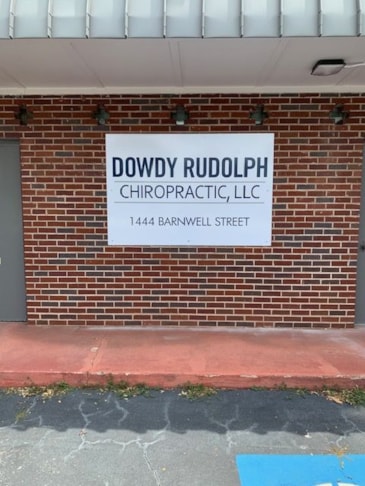 DOWDY RUDOLPH
CHIROPRACTIC, LLC
1444 BARNWELL STREET